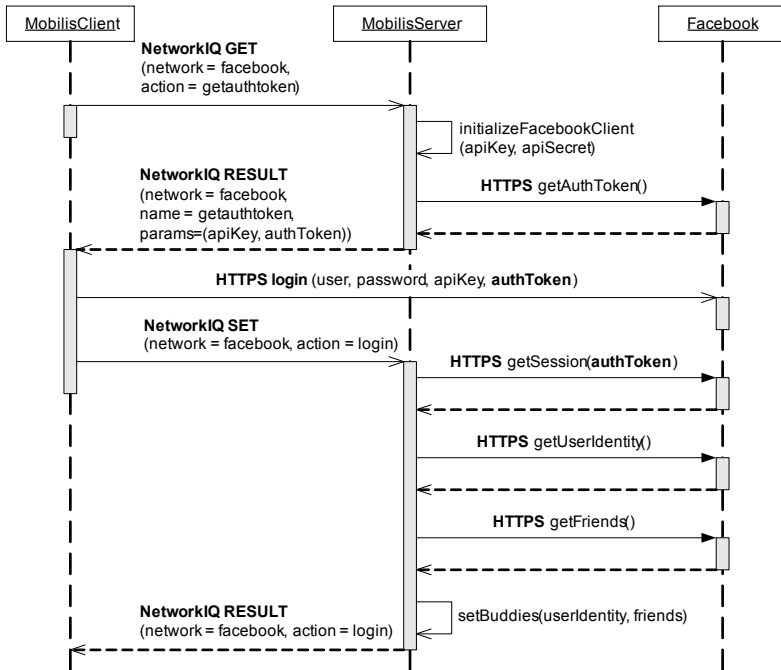 MobilisClient
MobilisServer
Facebook
NetworkIQ GET
(network = facebook,
action = getauthtoken)
initializeFacebookClient
(apiKey, apiSecret)
NetworkIQ RESULT
(network = facebook,
name = getauthtoken,
params=(apiKey, authToken))
HTTPS getAuthToken()
HTTPS login (user, password, apiKey, authToken)
NetworkIQ SET
(network = facebook, action = login)
HTTPS getSession(authToken)
HTTPS getUserIdentity()
HTTPS getFriends()
NetworkIQ RESULT
(network = facebook, action = login)
setBuddies(userIdentity, friends)